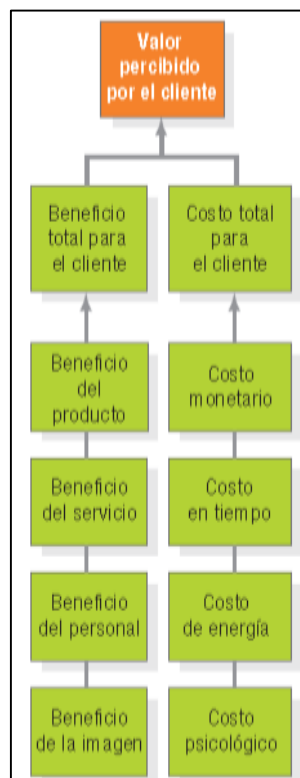 Valor
percibido
por el cliente
Beneficio
total para
el cliente
Costo total
para
el cliente
Beneficio
del
producto
Costo
monetario
Beneficio
del servicio
Costo
en tiempo
Beneficio
del personal
Costo
de energía
Beneficio
de la imagen
Costo
psicológico